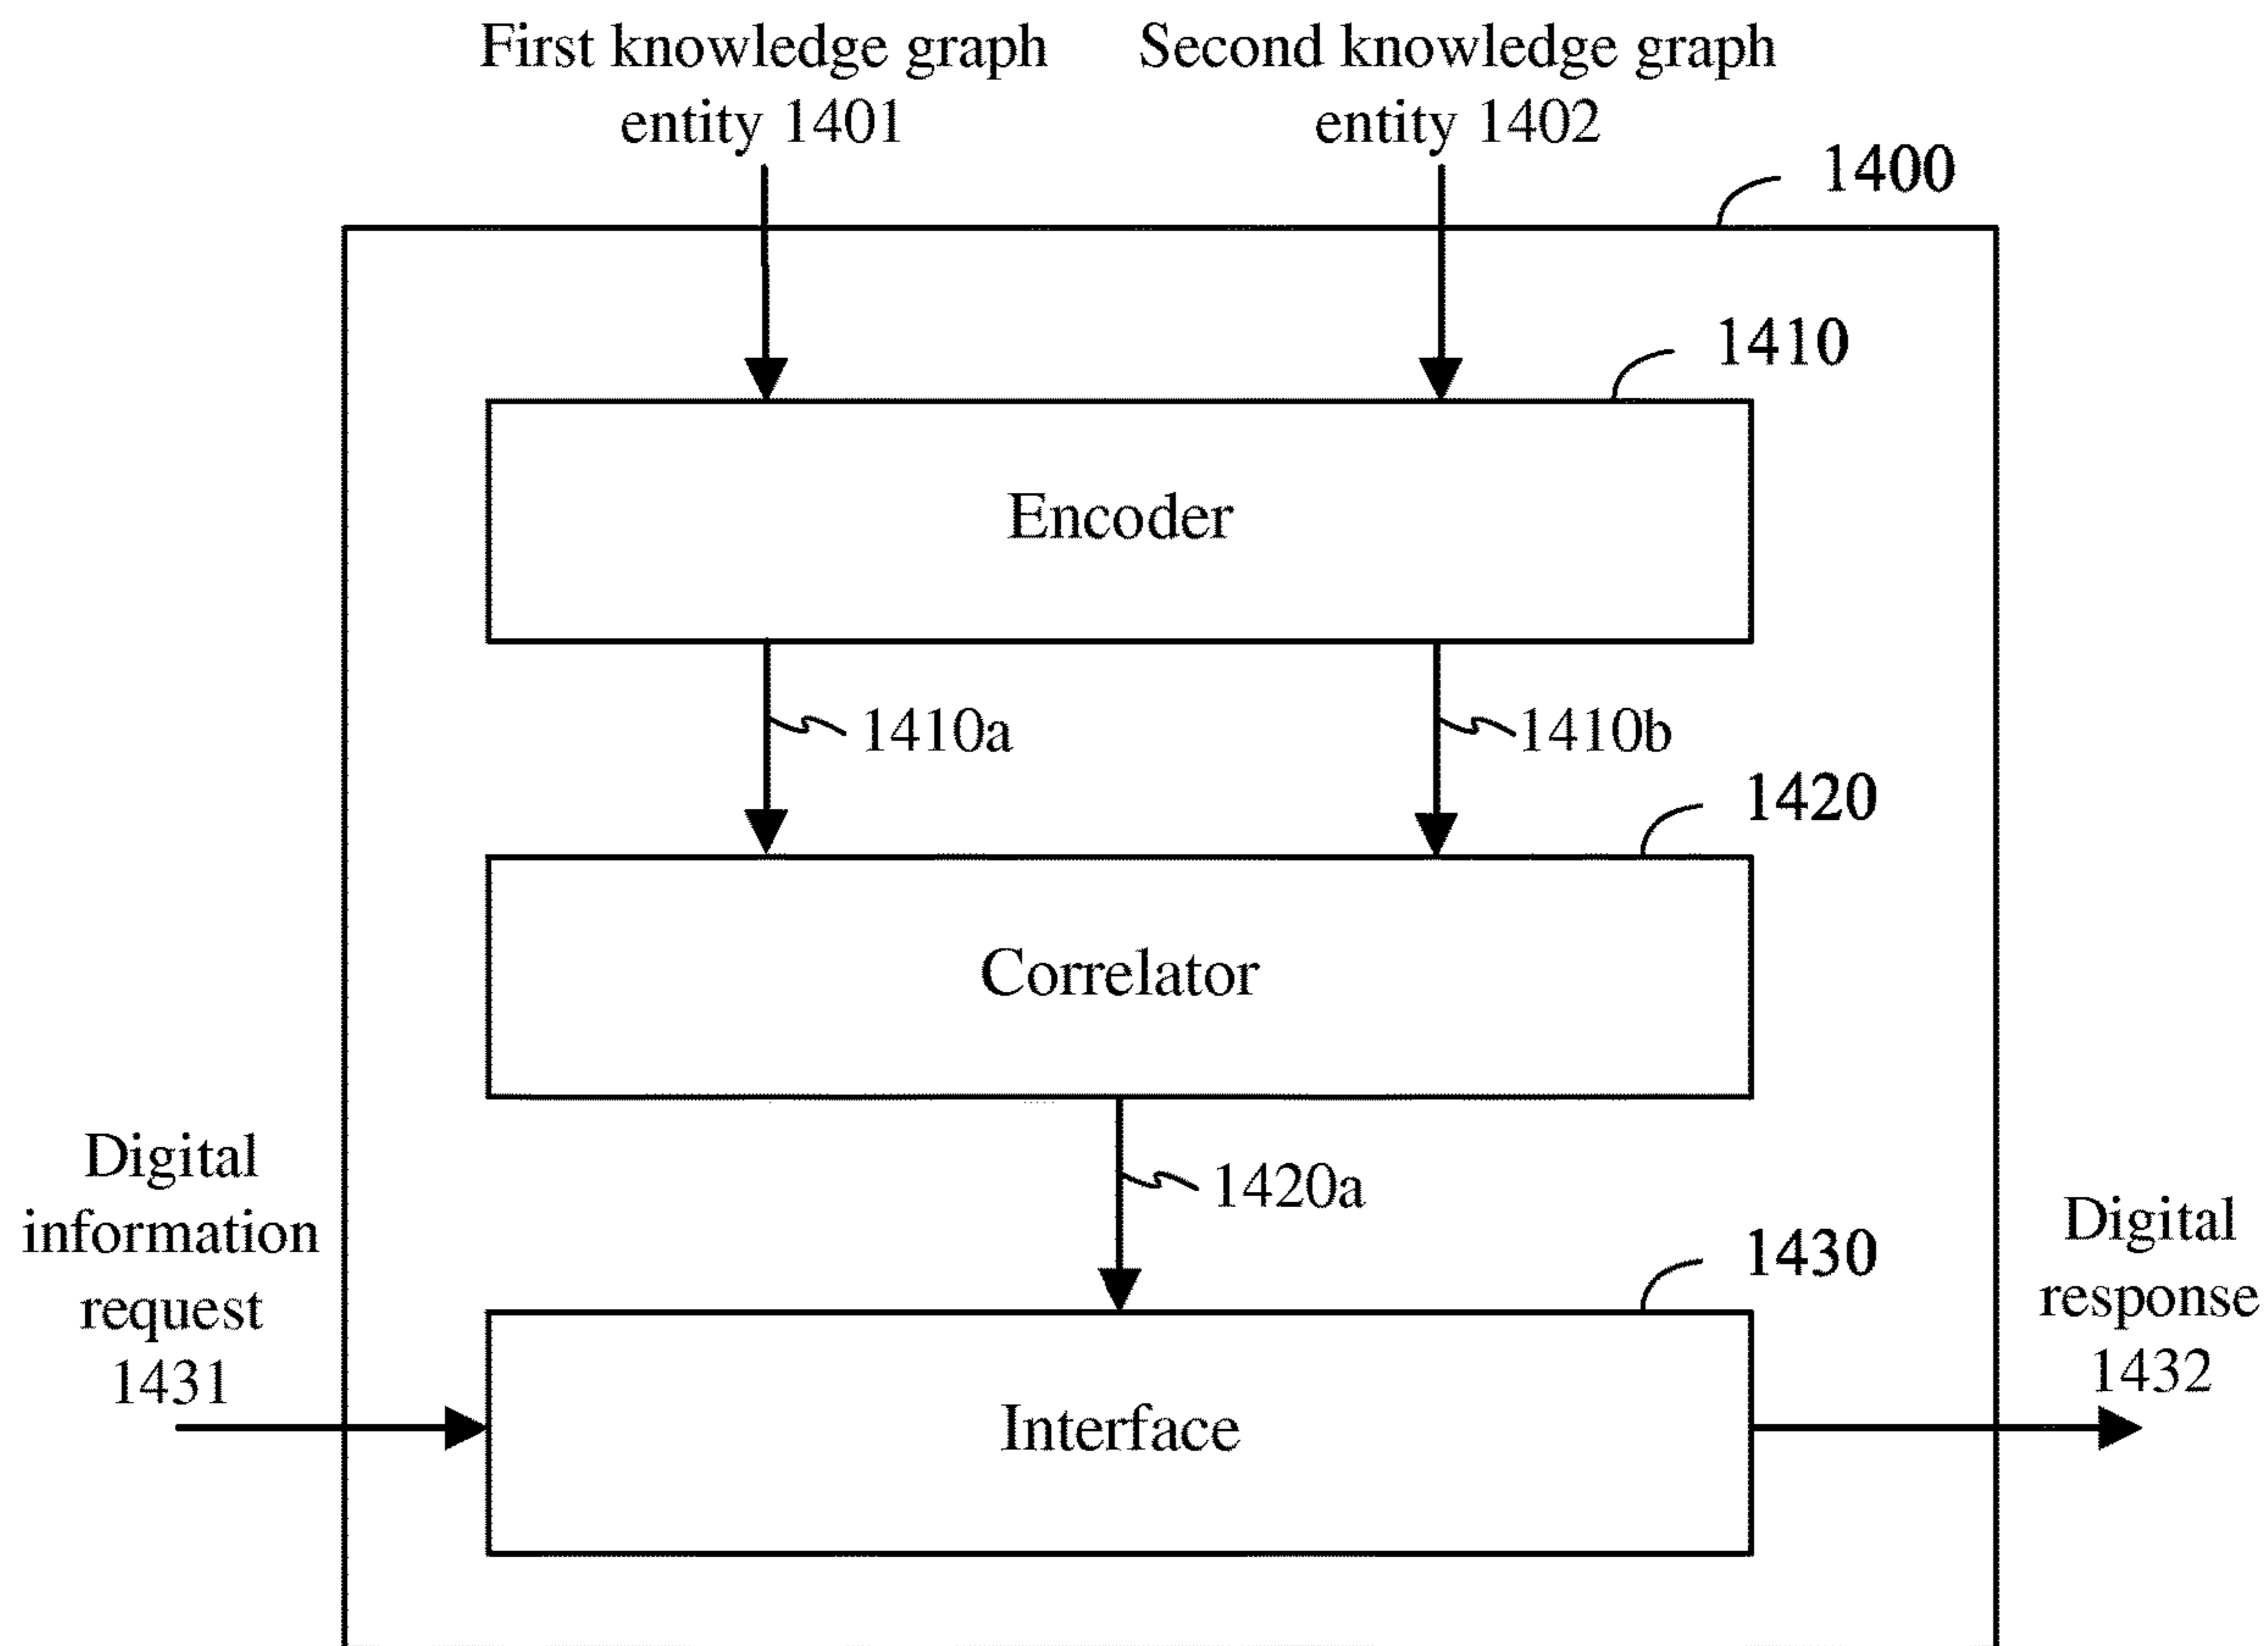 First knowledge graph
entity 1401
Second knowledge graph
entity 1402
1400
1410
Encoder
1410a
1410b
1420
Correlator
1420a
Digital
information
request
1431
1430
Interface
Digital
response
1432